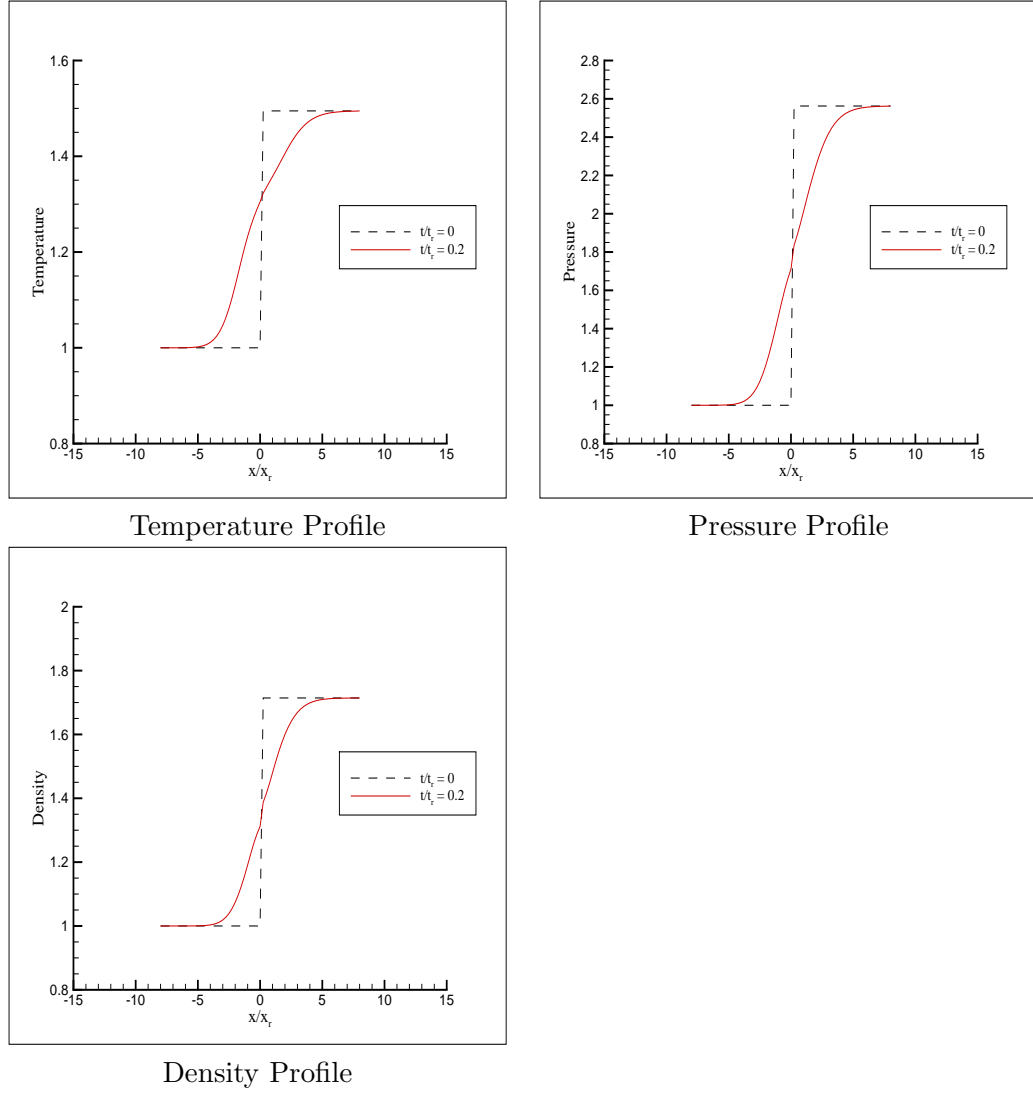 1.6
1.4
1.2
1
0.8
Temperature
t/t_r = 0
t/t_r = 0.2
-15 -10 -5 0 5 10 15
x/x_r
Temperature Profile
2.8
2.6
2.4
2.2
2
1.8
1.6
1.4
1.2
1
0.8
Pressure
t/t_r = 0
t/t_r = 0.2
-15 -10 -5 0 5 10 15
x/x_r
Pressure Profile
2
1.8
1.6
1.4
1.2
1
0.8
Density
t/t_r = 0
t/t_r = 0.2
-15 -10 -5 0 5 10 15
x/x_r
Density Profile